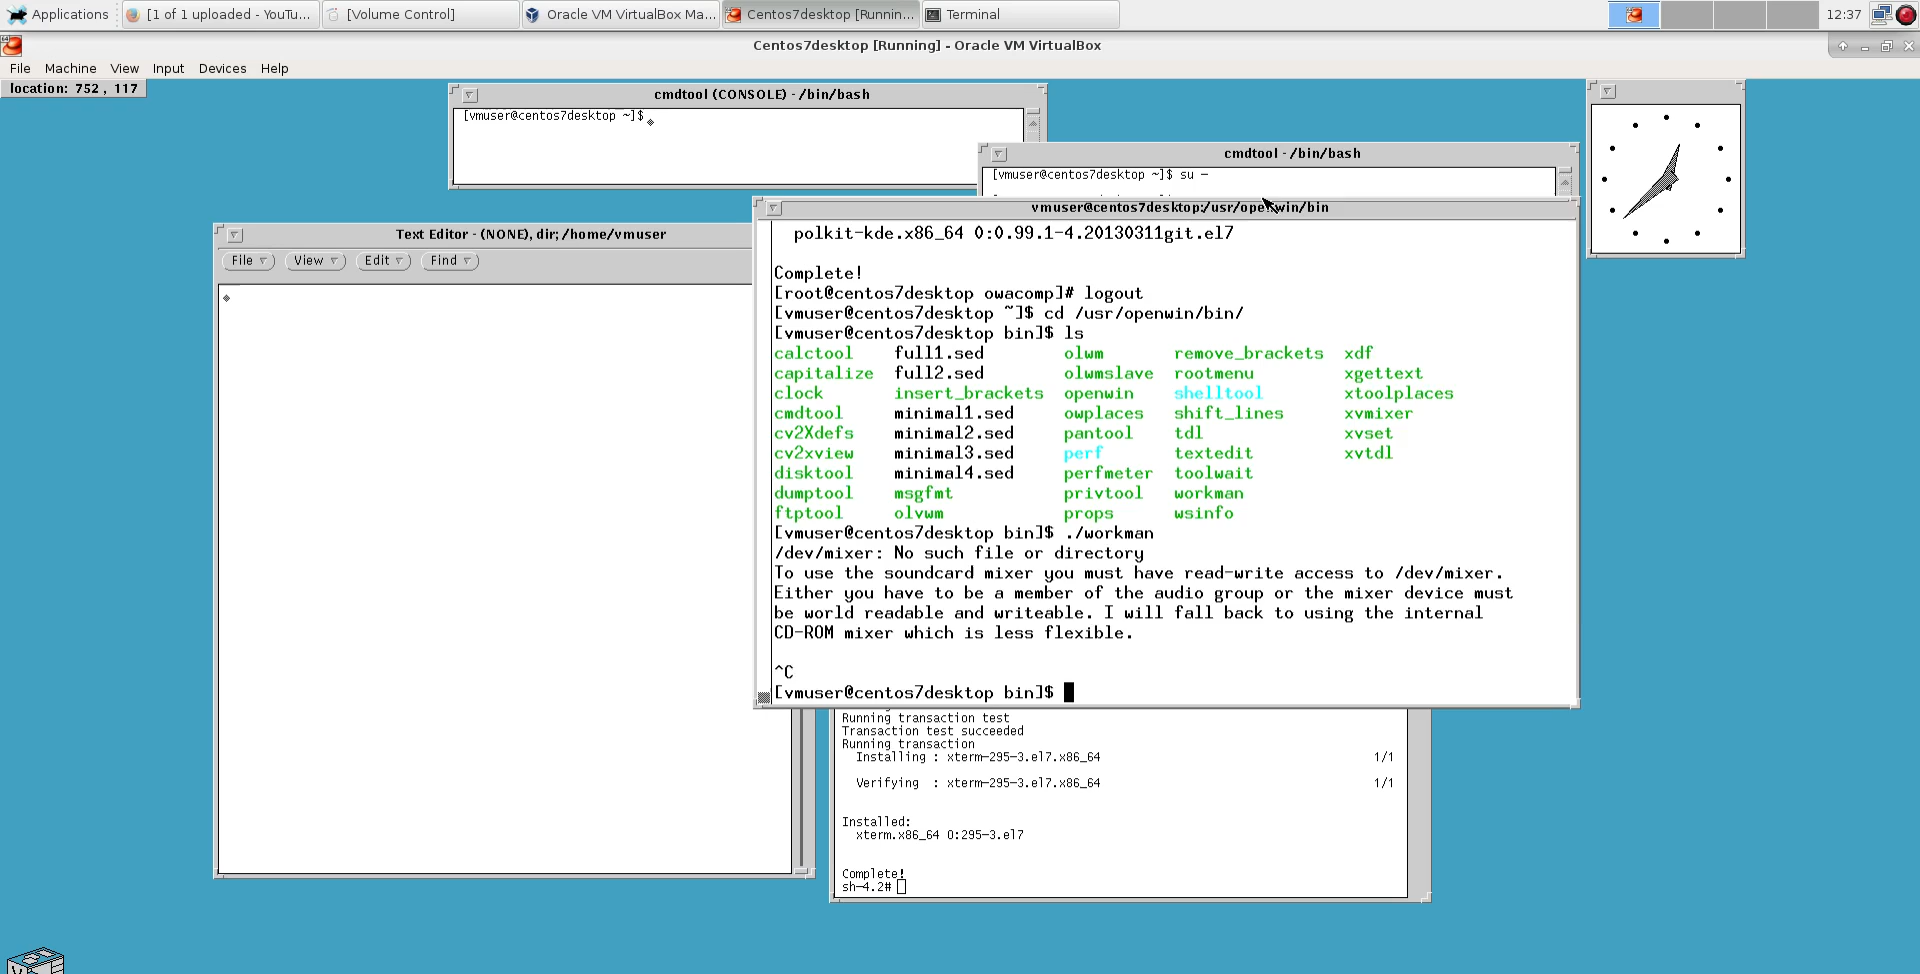 Applications [1 of 1 uploaded - YouTu... [Volume Control] Oracle VM VirtualBox Ma... Centos7desktop [Runnin... Terminal 12:37
Centos7desktop [Running] - Oracle VM VirtualBox
File Machine View Input Devices Help
location: 752 , 117
cmdtool (CONSOLE) - /bin/bash
[vmuser@centos7desktop ~]$
cmdtool - /bin/bash
[vmuser@centos7desktop ~]$ su -
Text Editor - (NONE), dir; /home/vmuser
File View Edit Find
vmuser@centos7desktop:/usr/openwin/bin
polkit-kde.x86_64 0:0.99.1-4.20130311git.el7
Complete!
[root@centos7desktop owacomp]# logout
[vmuser@centos7desktop ~]$ cd /usr/openwin/bin/
[vmuser@centos7desktop bin]$ ls
calctool full1.sed olwm remove_brackets xdf
capitalize full2.sed olwmslave rootmenu xgettext
clock insert_brackets openwin shelltool xtoolplaces
cmdtool minimal1.sed owplaces shift_lines xvmixer
cv2Xdefs minimal2.sed pantool tdl xvset
cv2xview minimal3.sed perf textedit xvtdl
disktool minimal4.sed perfmeter toolwait
dumptool msgfmt privtool workman
ftptool olvwm props wsinfo
[vmuser@centos7desktop bin]$ ./workman
/dev/mixer: No such file or directory
To use the soundcard mixer you must have read-write access to /dev/mixer.
Either you have to be a member of the audio group or the mixer device must
be world readable and writeable. I will fall back to using the internal
CD-ROM mixer which is less flexible.
^C
[vmuser@centos7desktop bin]$
Running transaction test
Transaction test succeeded
Running transaction
Installing : xterm-295-3.el7.x86_64 1/1
Verifying : xterm-295-3.el7.x86_64 1/1
Installed:
xterm.x86_64 0:295-3.el7
Complete!
sh-4.2#